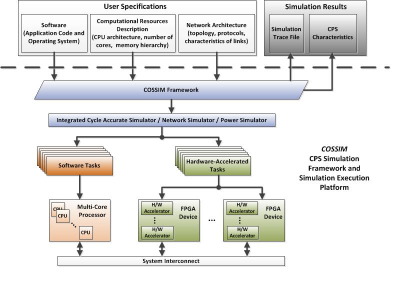 User Specifications
Simulation Results
Software
(Application Code and
Operating System)
Computational Resources
Description
(CPU architecture, number of
cores, memory hierarchy)
Network Architecture
(topology, protocols,
characteristics of links)
Simulation
Trace File
CPS
Characteristics
COSSIM Framework
Integrated Cycle Accurate Simulator / Network Simulator / Power Simulator
Software Tasks
Hardware-Accelerated
Tasks
COSSIM
CPS Simulation
Framework and
Simulation Execution
Platform
CPU
CPU
CPU
Multi-Core
Processor
H/W
Accelerator
H/W
Accelerator
FPGA
Device
...
H/W
Accelerator
H/W
Accelerator
FPGA
Device
System Interconnect